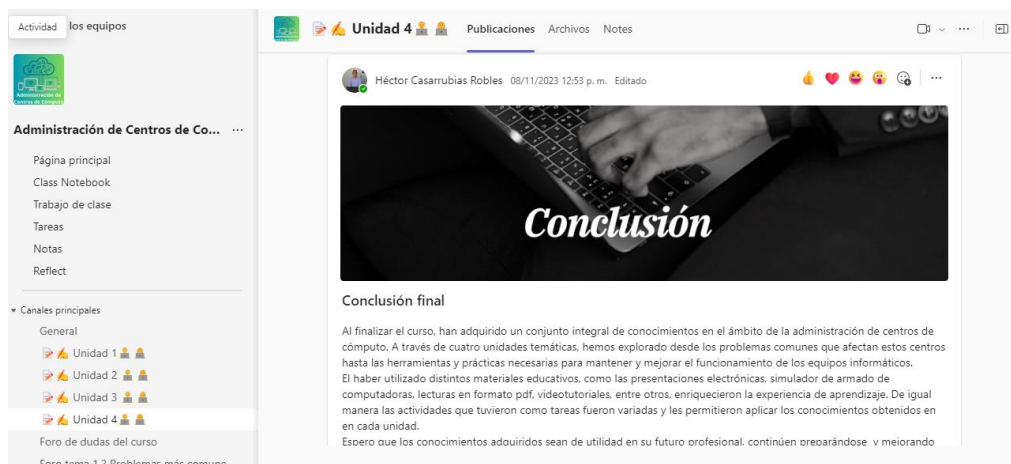 Actividad los equipos
Administración de
Centros de Cómputo
Administración de Centros de Co... ...
Página principal
Class Notebook
Trabajo de clase
Tareas
Notas
Reflect
Canales principales
General
📝✍️ Unidad 1
📝✍️ Unidad 2
📝✍️ Unidad 3
📝✍️ Unidad 4
Foro de dudas del curso
Foro tema 1.2 Problemas más comune
📝✍️ Unidad 4 Publicaciones Archivos Notes
Héctor Casarrubias Robles 08/11/2023 12:53 p. m. Editado
Conclusión
Conclusión final
Al finalizar el curso, han adquirido un conjunto integral de conocimientos en el ámbito de la administración de centros de
cómputo. A través de cuatro unidades temáticas, hemos explorado desde los problemas comunes que afectan estos centros
hasta las herramientas y prácticas necesarias para mantener y mejorar el funcionamiento de los equipos informáticos.
El haber utilizado distintos materiales educativos, como las presentaciones electrónicas, simulador de armado de
computadoras, lecturas en formato pdf, videotutoriales, entre otros, enriquecieron la experiencia de aprendizaje. De igual
manera las actividades que tuvieron como tareas fueron variadas y les permitieron aplicar los conocimientos obtenidos en
en cada unidad.
Espero que los conocimientos adquiridos sean de utilidad en su futuro profesional, continúen preparándose y mejorando